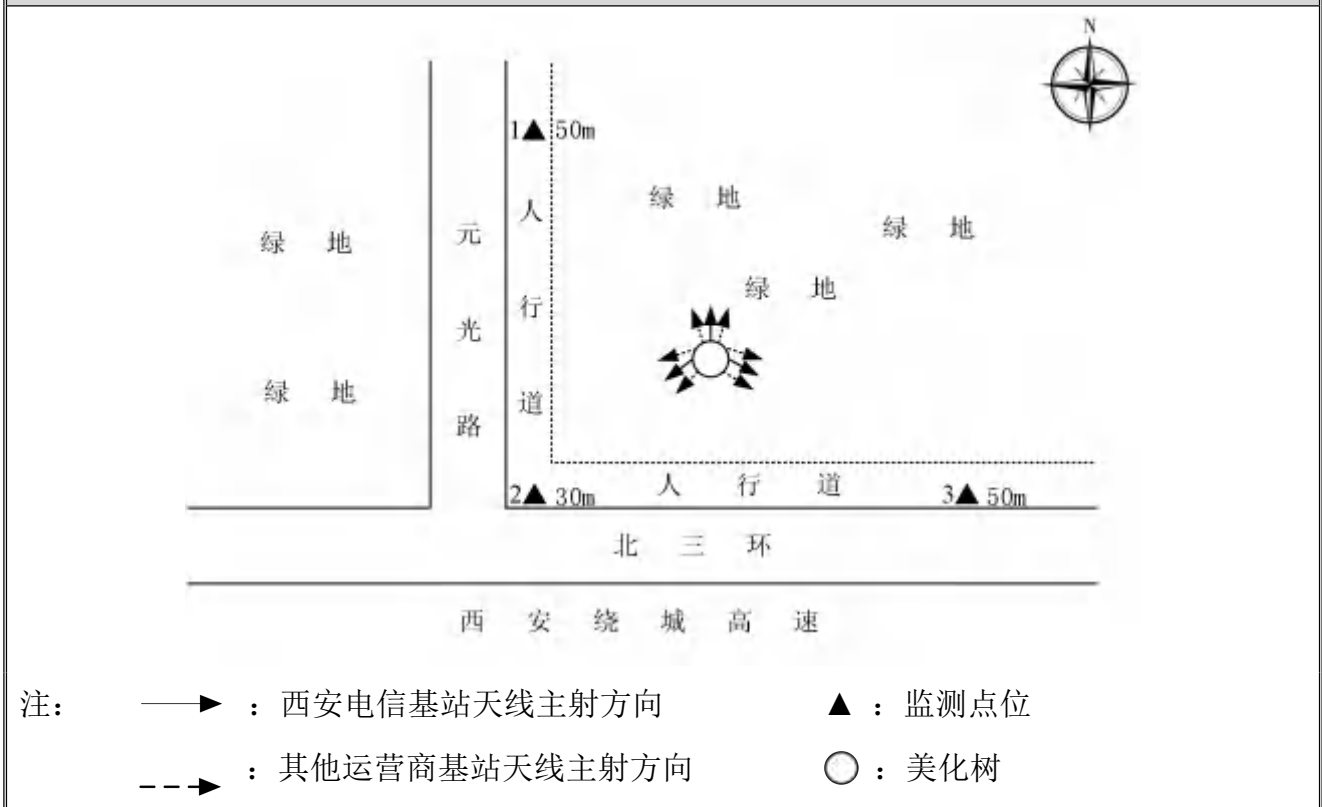 N
1▲ 50m
绿 地
绿 地
绿 地
绿 地
绿 地
元光路
人行道
2▲ 30m
人 行 道
3▲ 50m
北 三 环
西 安 绕 城 高 速
注： ：西安电信基站天线主射方向 ▲ ：监测点位
：其他运营商基站天线主射方向 ：美化树